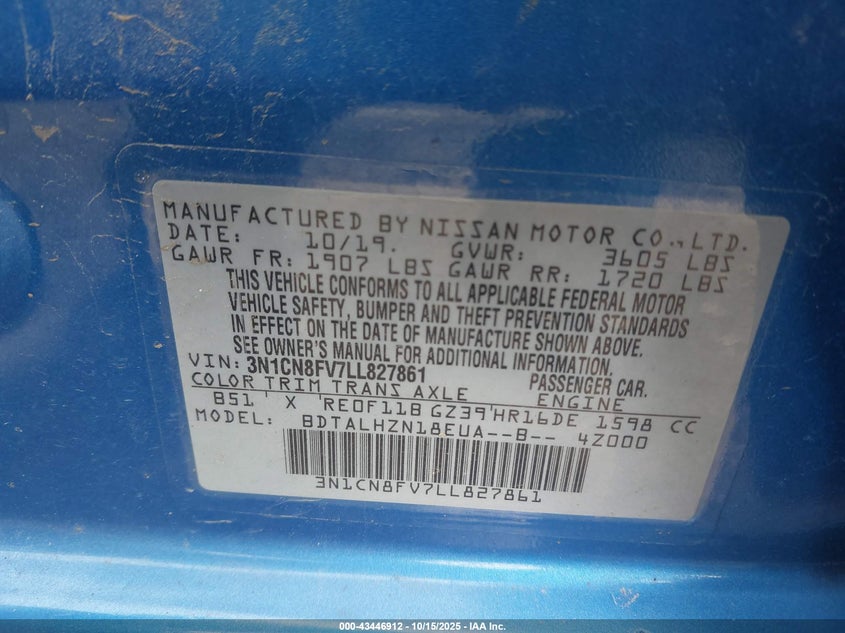 MANUFACTURED BY NISSAN MOTOR CO., LTD.
DATE: 10/19. GVWR: 3605 LBS
GAWR FR: 1907 LBS GAWR RR: 1720 LBS
THIS VEHICLE CONFORMS TO ALL APPLICABLE FEDERAL MOTOR
VEHICLE SAFETY, BUMPER AND THEFT PREVENTION STANDARDS
IN EFFECT ON THE DATE OF MANUFACTURE SHOWN ABOVE.
SEE OWNER'S MANUAL FOR ADDITIONAL INFORMATION.
VIN: 3N1CN8FV7LL827861 PASSENGER CAR.
COLOR TRIM TRANS AXLE ENGINE
B51 X RE0F11B GZ39 HR16DE 1598 CC
MODEL: BDTALHZN18EUA--B-- 4Z000
3N1CN8FV7LL827861
000-43446912 - 10/15/2025 - IAA Inc.